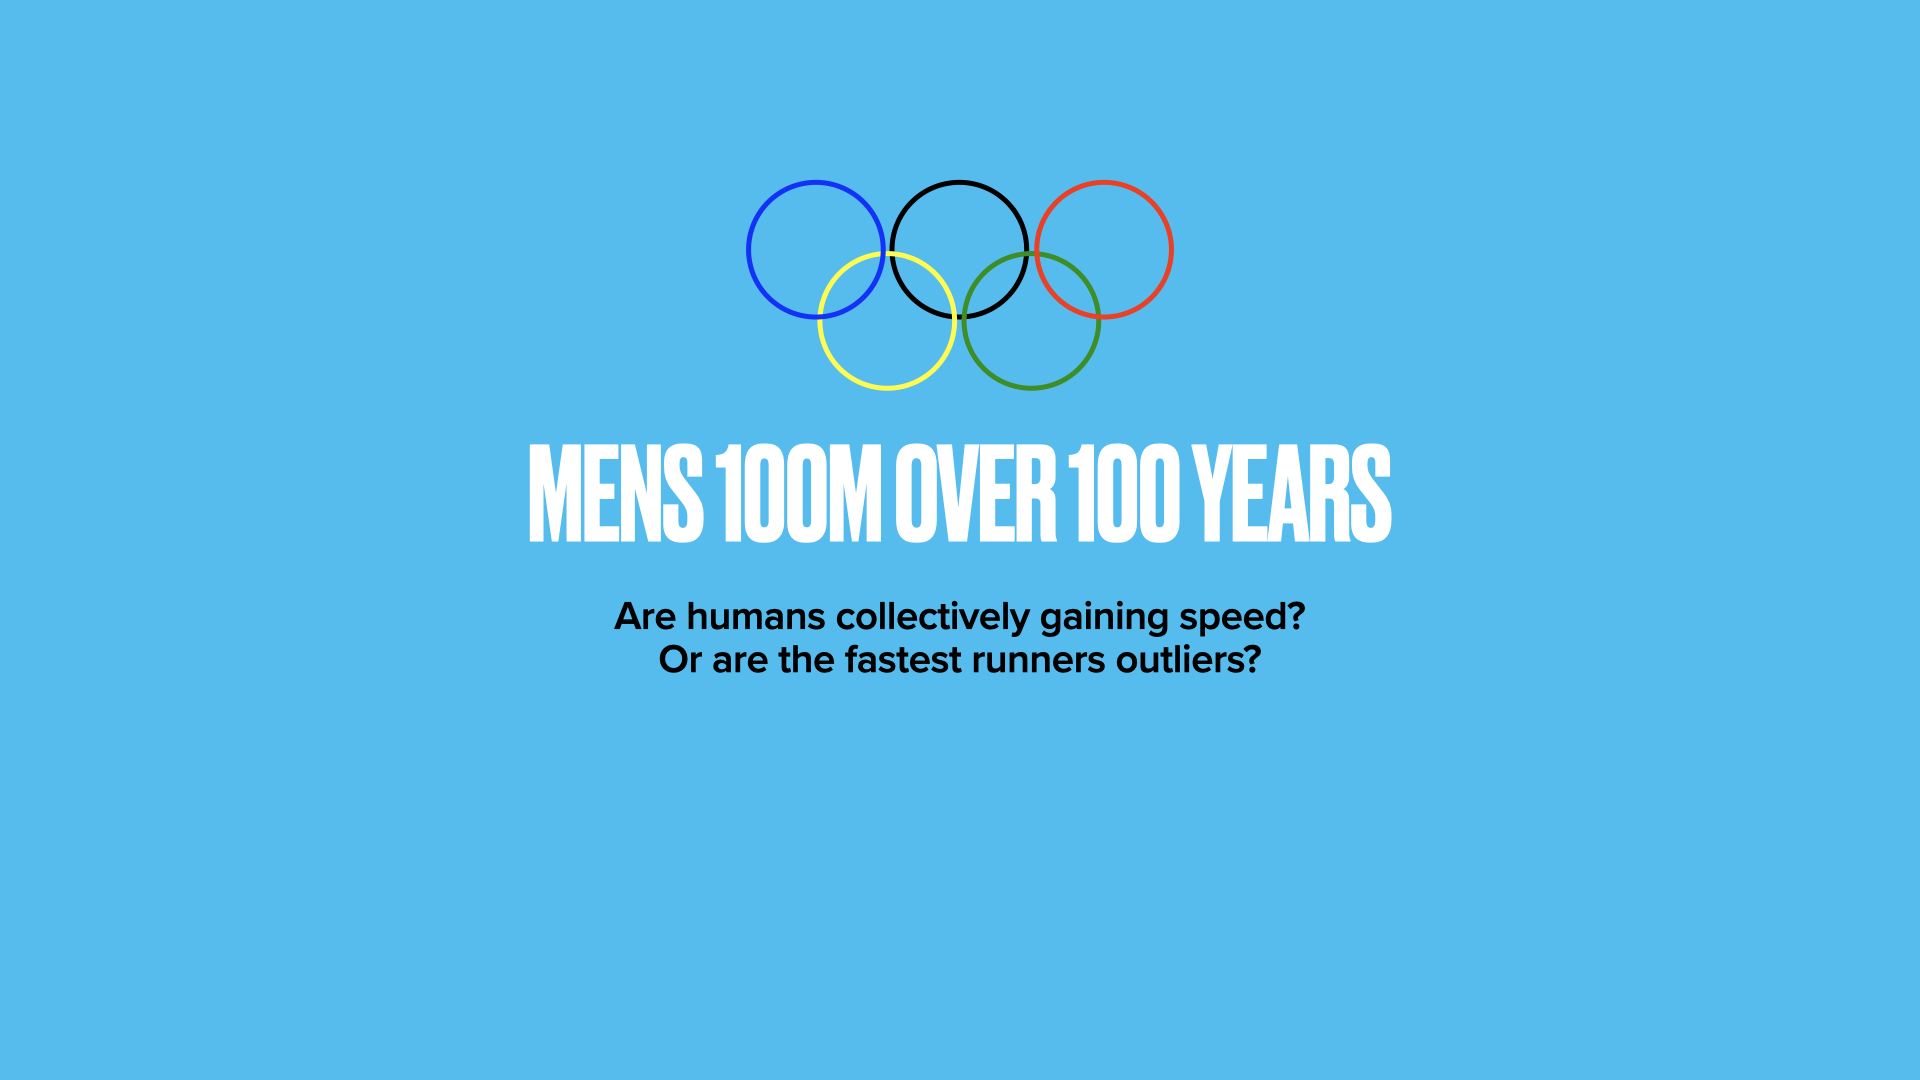 MENS 100M OVER 100 YEARS
Are humans collectively gaining speed?
Or are the fastest runners outliers?